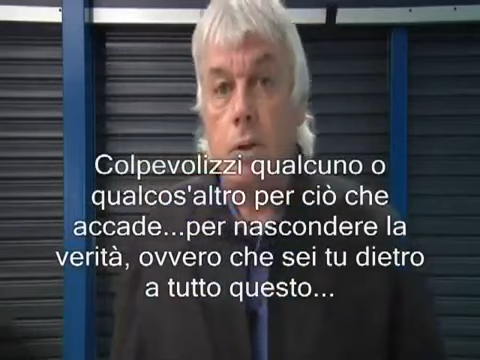 Colpevolizzi qualcuno o
qualcos'altro per ciò che
accade...per nascondere la
verità, ovvero che sei tu dietro
a tutto questo...